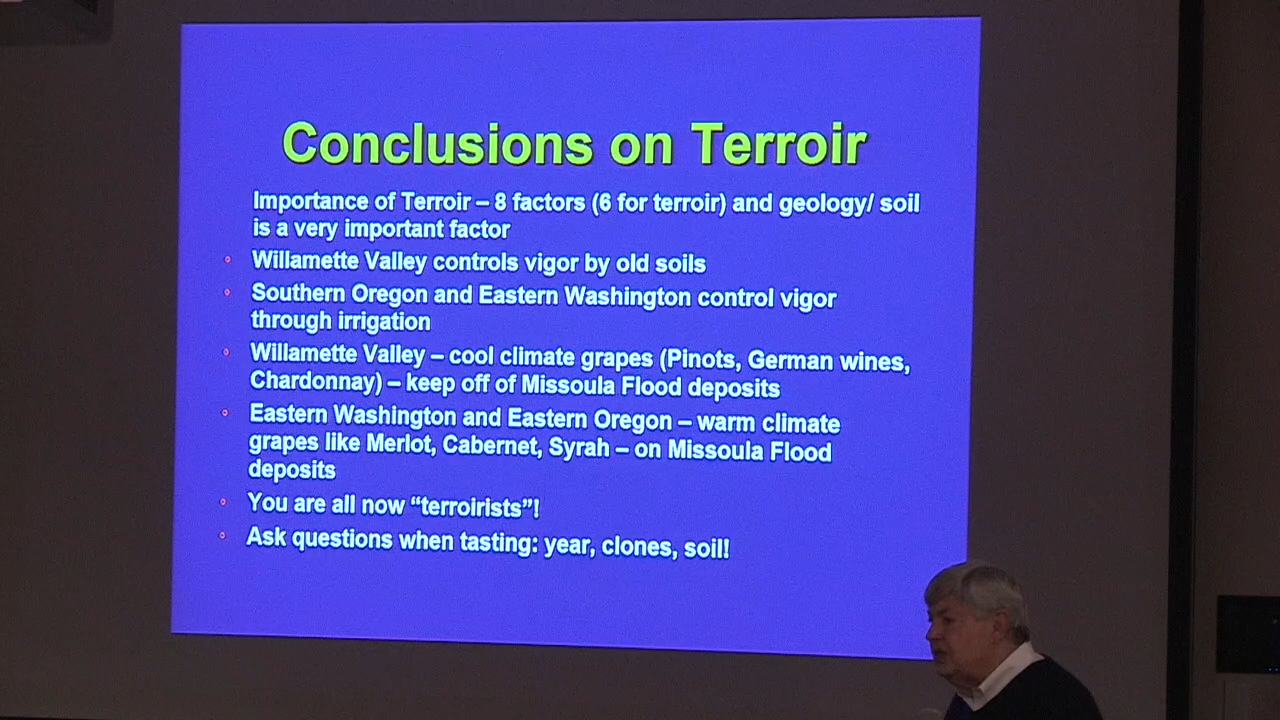 Conclusions on Terroir
Importance of Terroir – 8 factors (6 for terroir) and geology/ soil
is a very important factor
Willamette Valley controls vigor by old soils
Southern Oregon and Eastern Washington control vigor
through irrigation
Willamette Valley – cool climate grapes (Pinots, German wines,
Chardonnay) – keep off of Missoula Flood deposits
Eastern Washington and Eastern Oregon – warm climate
grapes like Merlot, Cabernet, Syrah – on Missoula Flood
deposits
You are all now “terroirists”!
Ask questions when tasting: year, clones, soil!